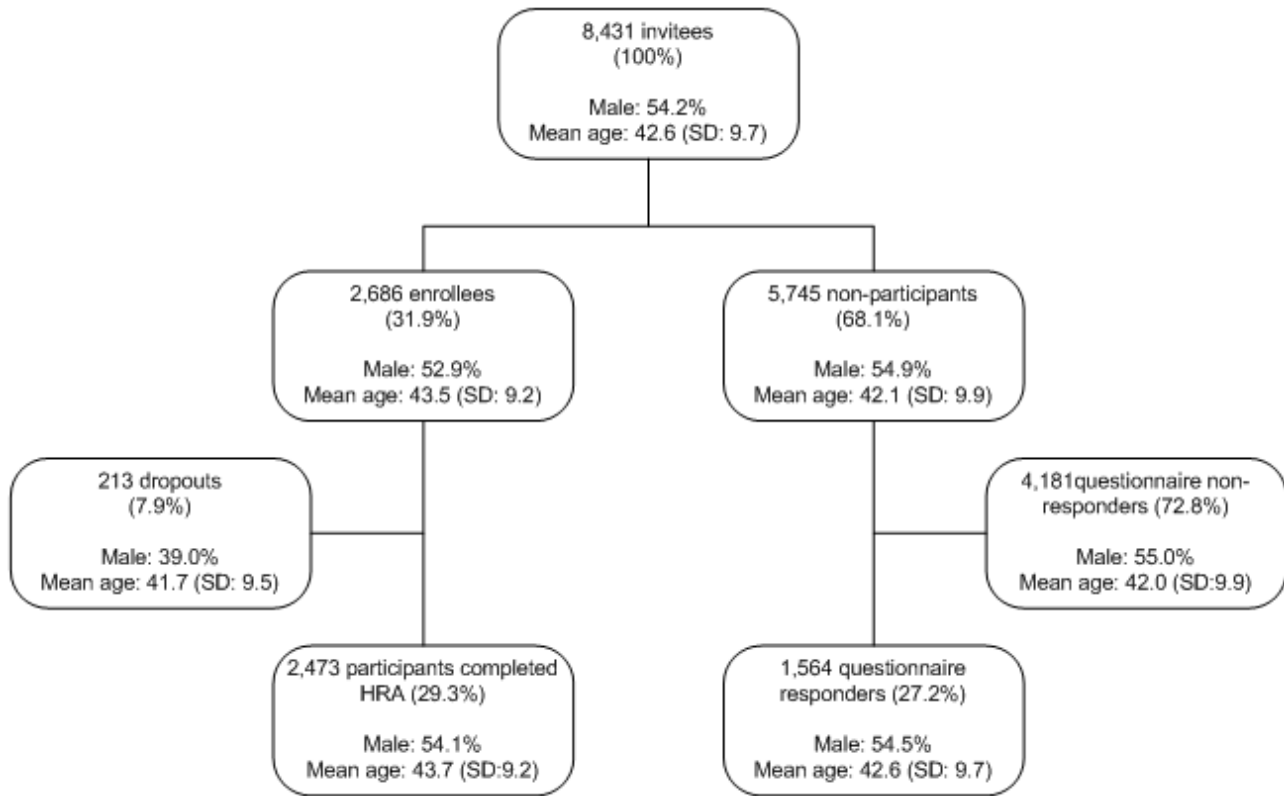 8,431 invitees
(100%)
Male: 54.2%
Mean age: 42.6 (SD: 9.7)
2,686 enrollees
(31.9%)
Male: 52.9%
Mean age: 43.5 (SD: 9.2)
5,745 non-participants
(68.1%)
Male: 54.9%
Mean age: 42.1 (SD: 9.9)
213 dropouts
(7.9%)
Male: 39.0%
Mean age: 41.7 (SD: 9.5)
4,181questionnaire non-
responders (72.8%)
Male: 55.0%
Mean age: 42.0 (SD:9.9)
2,473 participants completed
HRA (29.3%)
Male: 54.1%
Mean age: 43.7 (SD:9.2)
1,564 questionnaire
responders (27.2%)
Male: 54.5%
Mean age: 42.6 (SD: 9.7)